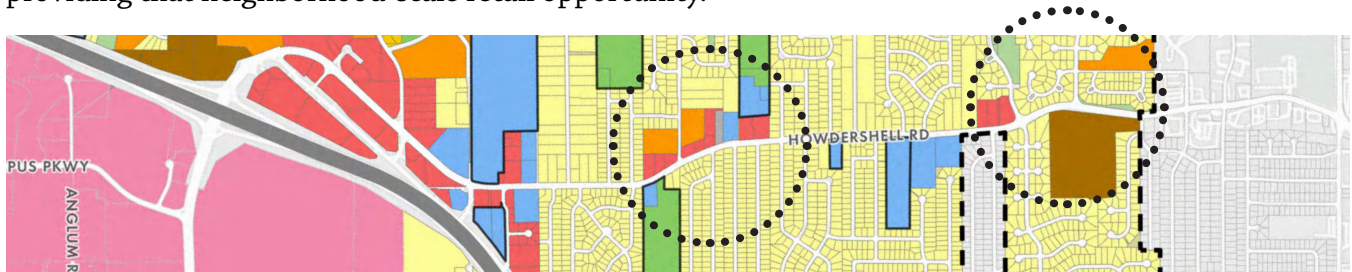 providing that neighborhood-scale retail opportunity.
HOWDERSHELL RD
PUS PKWY
ANGLUM R